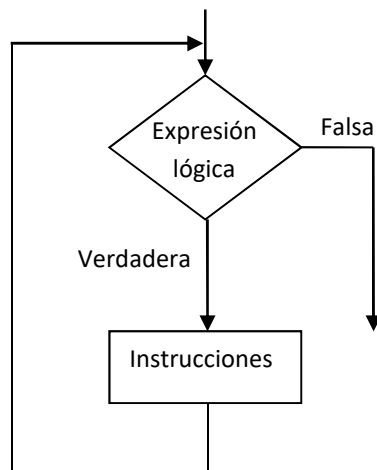 Expresión
lógica
Falsa
Verdadera
Instrucciones